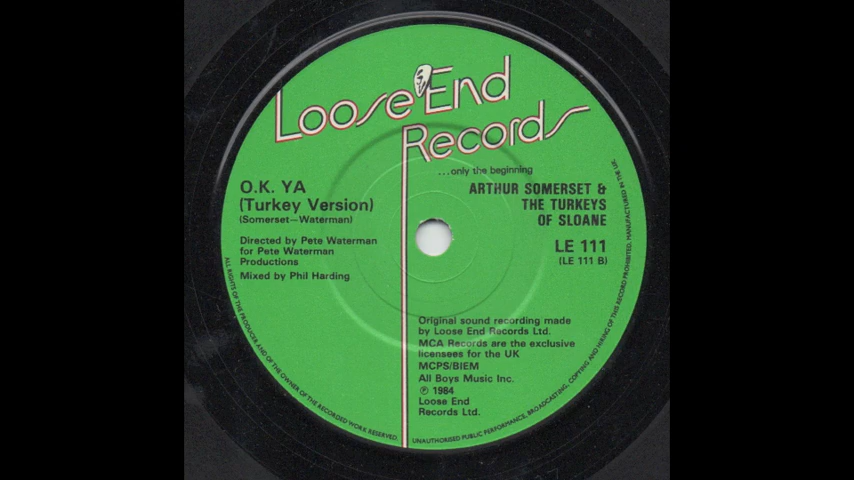 Loose End
Records
...only the beginning
O.K. YA
(Turkey Version)
(Somerset—Waterman)
Directed by Pete Waterman
for Pete Waterman
Productions
Mixed by Phil Harding
ARTHUR SOMERSET &
THE TURKEYS
OF SLOANE
LE 111
(LE 111 B)
Original sound recording made
by Loose End Records Ltd.
MCA Records are the exclusive
licensees for the UK
MCPS/BIEM
All Boys Music Inc.
℗ 1984
Loose End
Records Ltd.
ALL RIGHTS OF THE PRODUCER AND OF THE OWNER OF THE RECORDED WORK RESERVED.
UNAUTHORISED PUBLIC PERFORMANCE, BROADCASTING, COPYING AND HIRING OF THIS RECORD PROHIBITED. MANUFACTURED IN THE UK.